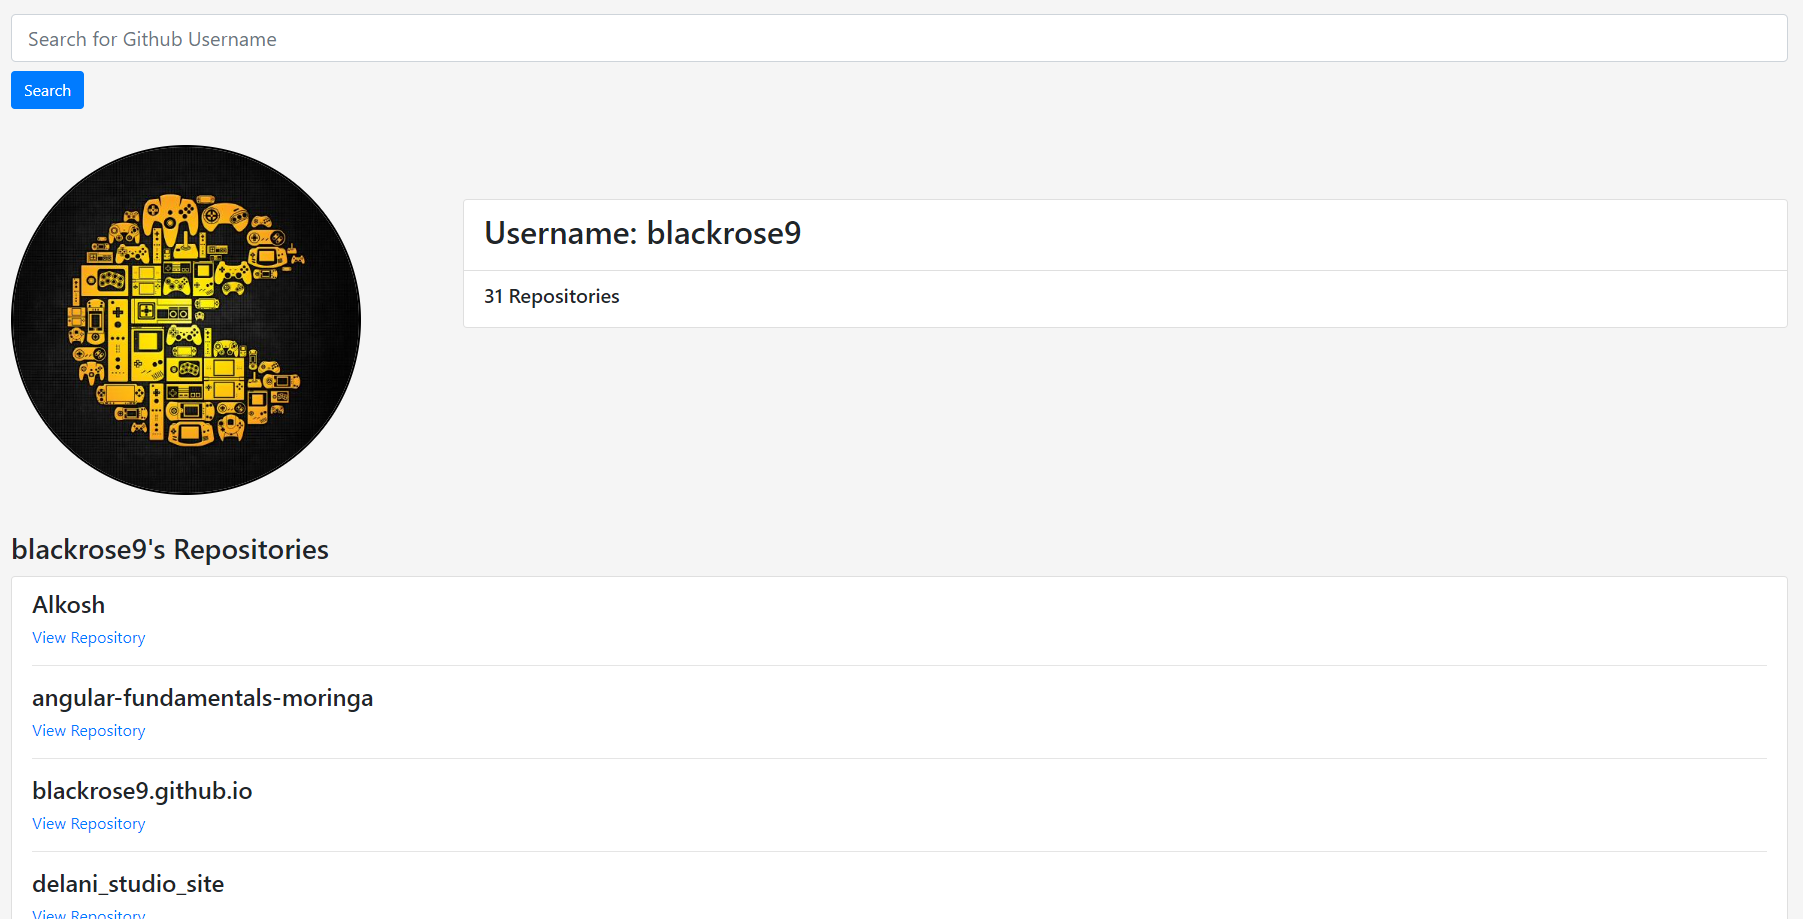 Search for Github Username
Search
Username: blackrose9
31 Repositories
blackrose9's Repositories
Alkosh
View Repository
angular-fundamentals-moringa
View Repository
blackrose9.github.io
View Repository
delani_studio_site
View Repository